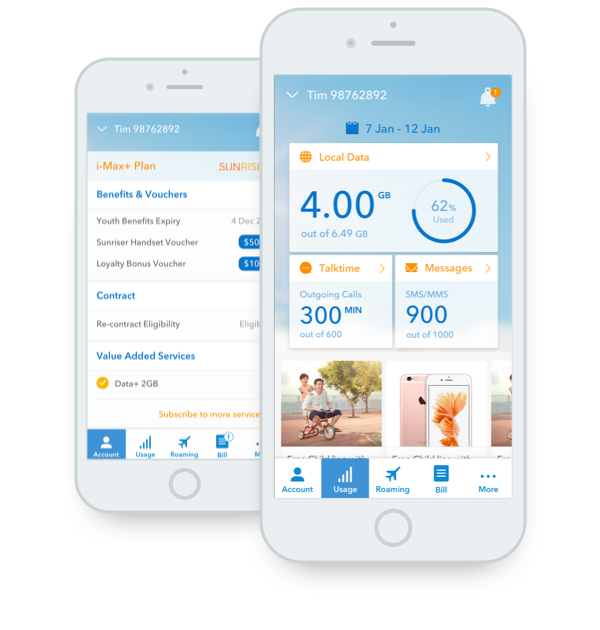 Tim 98762892
i-Max+ Plan
SUNRISE
Benefits & Vouchers
Youth Benefits Expiry
4 Dec 2
Sunriser Handset Voucher
$50
Loyalty Bonus Voucher
$10
Contract
Re-contract Eligibility
Eligib
Value Added Services
Data+ 2GB
Subscribe to more service
Account
Usage
Roaming
Bill
M
Tim 98762892
1
7 Jan - 12 Jan
Local Data
4.00 GB
out of 6.49 GB
62%
Used
Talktime
Outgoing Calls
300 MIN
out of 600
Messages
SMS/MMS
900
out of 1000
Account
Usage
Roaming
Bill
More